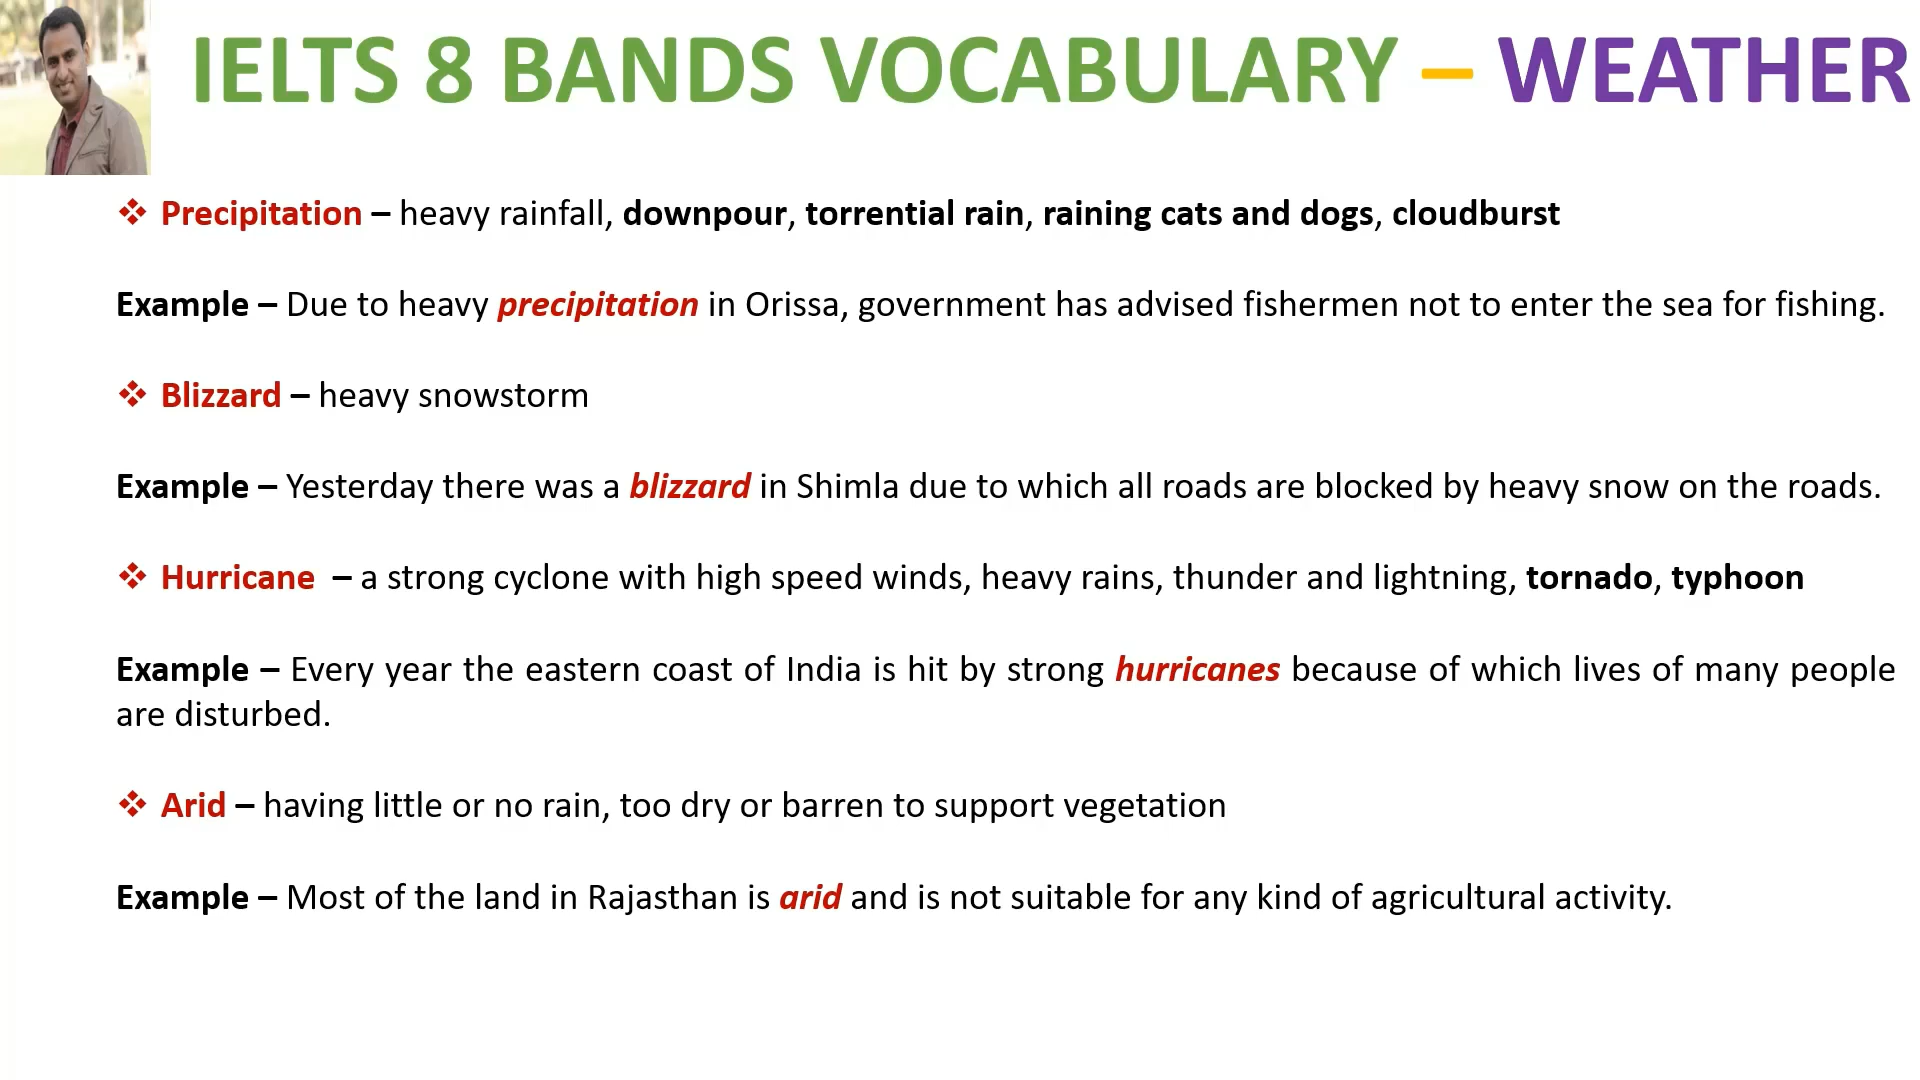 IELTS 8 BANDS VOCABULARY – WEATHER
❖ Precipitation – heavy rainfall, downpour, torrential rain, raining cats and dogs, cloudburst
Example – Due to heavy precipitation in Orissa, government has advised fishermen not to enter the sea for fishing.
❖ Blizzard – heavy snowstorm
Example – Yesterday there was a blizzard in Shimla due to which all roads are blocked by heavy snow on the roads.
❖ Hurricane – a strong cyclone with high speed winds, heavy rains, thunder and lightning, tornado, typhoon
Example – Every year the eastern coast of India is hit by strong hurricanes because of which lives of many people
are disturbed.
❖ Arid – having little or no rain, too dry or barren to support vegetation
Example – Most of the land in Rajasthan is arid and is not suitable for any kind of agricultural activity.